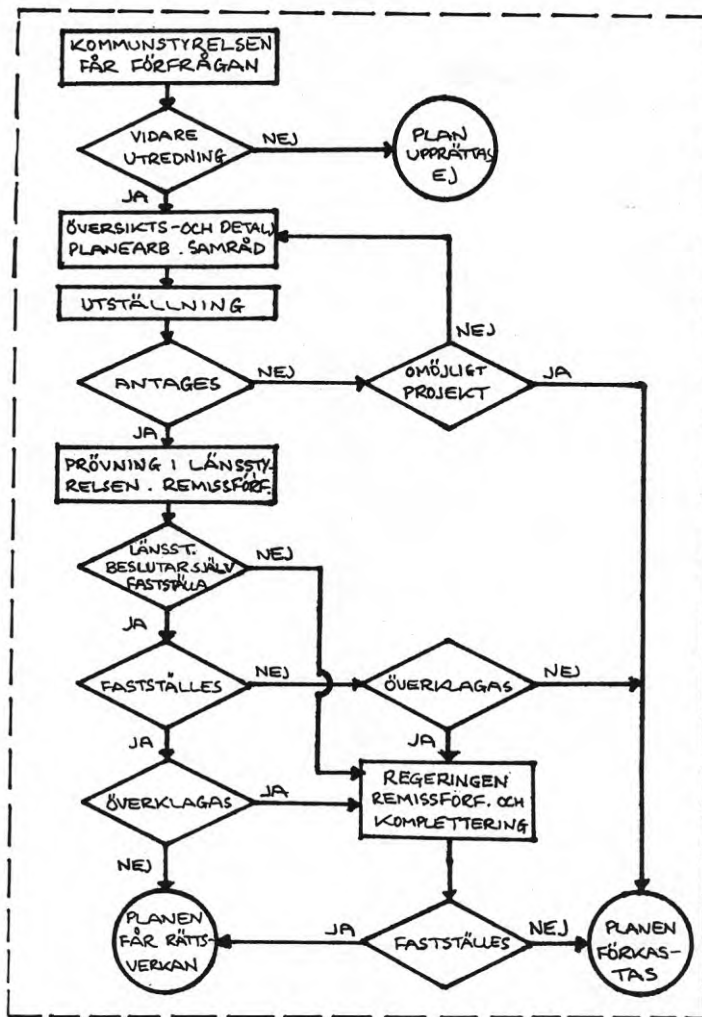 KOMMUNSTYRELSEN
FÅR FÖRFRÅGAN
VIDARE
UTREDNING
NEJ
PLAN
UPPRÄTTAS
EJ
JA
ÖVERSIKTS- OCH DETALJ
PLANEARB. SAMRÅD
UTSTÄLLNING
NEJ
ANTAGES
NEJ
OMÖJLIGT
PROJEKT
JA
JA
PRÖVNING I LÄNSSTY-
RELSEN. REMISSFÖRF.
LÄNSST.
BESLUTAR SJÄLV
FASTSTÄLLA
NEJ
JA
FASTSTÄLLES
NEJ
ÖVERKLAGAS
NEJ
JA
JA
ÖVERKLAGAS
JA
REGERINGEN
REMISSFÖRF. OCH
KOMPLETTERING
NEJ
PLANEN
FÅR RÄTTS-
VERKAN
JA
FASTSTÄLLES
NEJ
PLANEN
FÖRKAS-
TAS